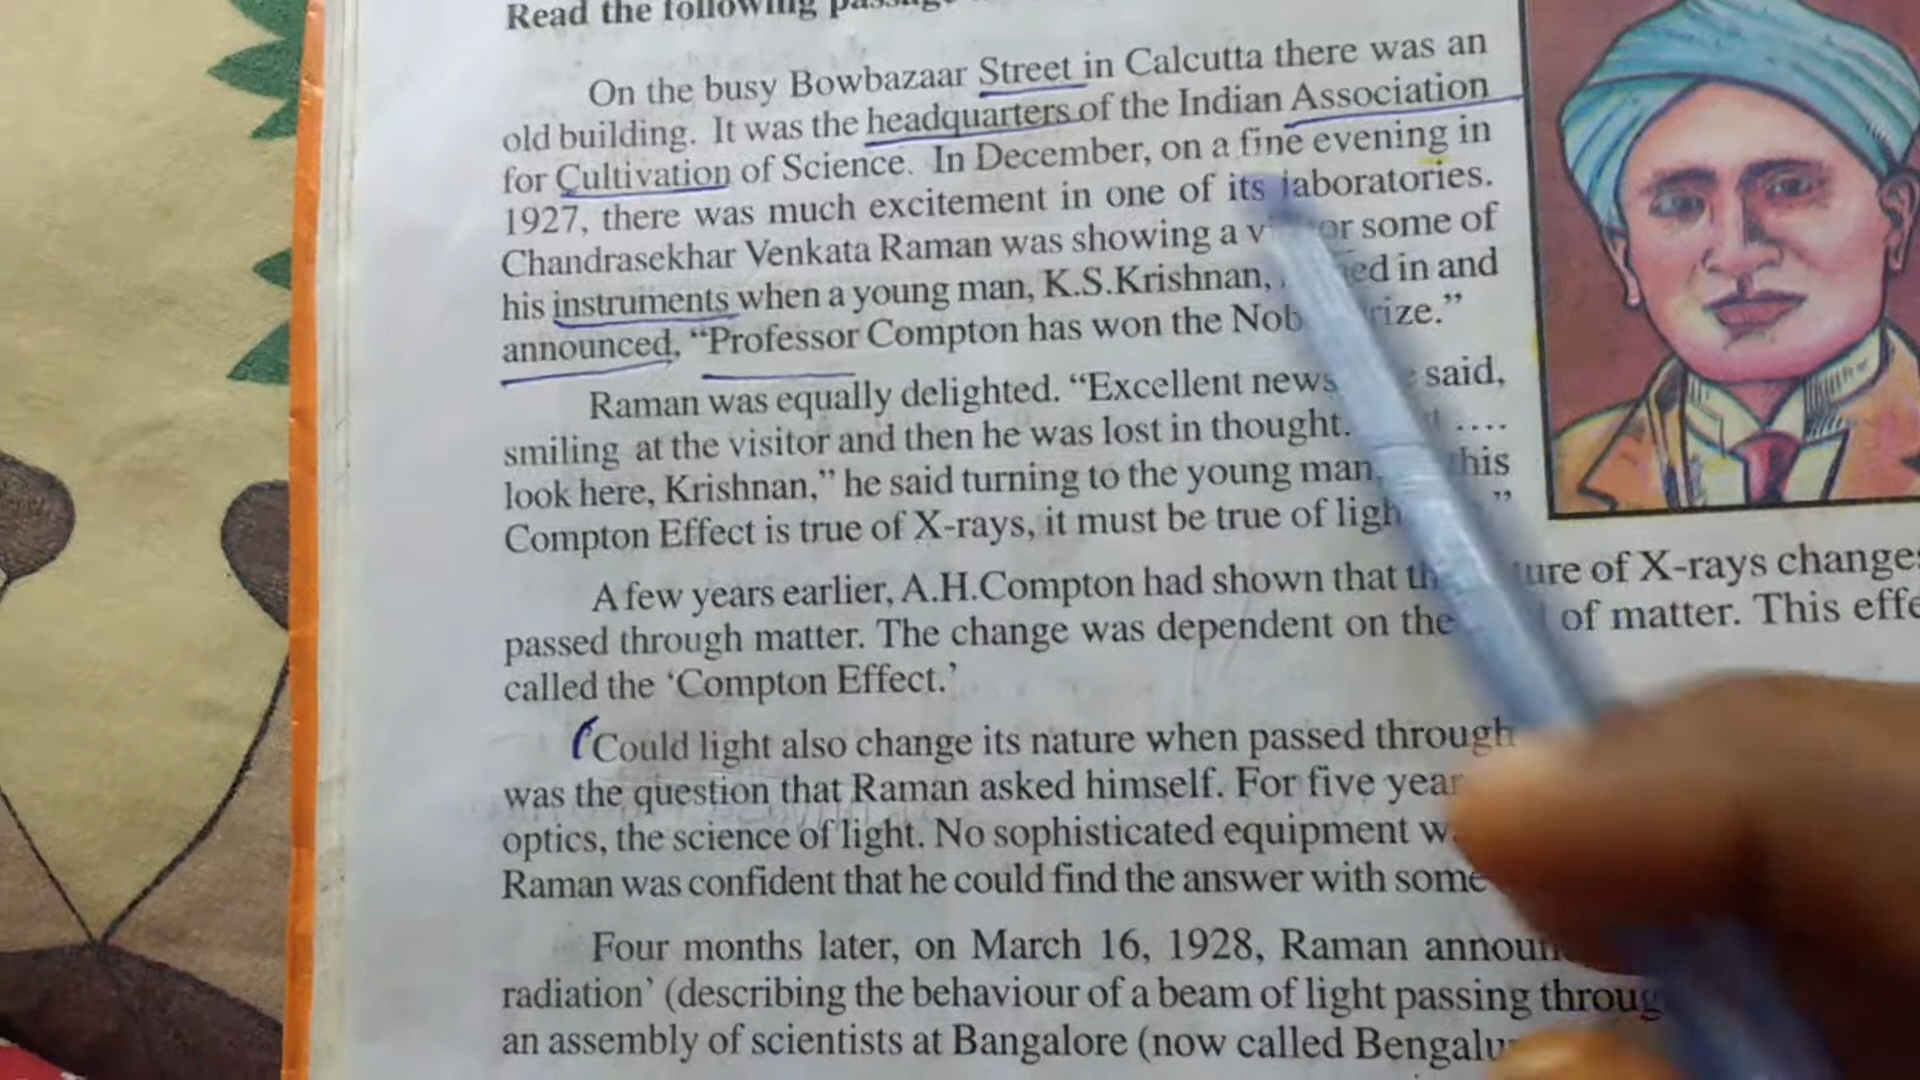 Read the following
On the busy Bowbazaar Street in Calcutta there was an
old building. It was the headquarters of the Indian Association
for Cultivation of Science. In December, on a fine evening in
1927, there was much excitement in one of its laboratories.
Chandrasekhar Venkata Raman was showing a some of
his instruments when a young man, K.S.Krishnan, in and
announced, “Professor Compton has won the
Raman was equally delighted. “Excellent news said,
smiling at the visitor and then he was lost in thought. ....
look here, Krishnan,” he said turning to the young man,
Compton Effect is true of X-rays, it must be true of ”
A few years earlier, A.H.Compton had shown that of X-rays
passed through matter. The change was dependent on the of matter. This
called the ‘Compton Effect.’
Could light also change its nature when passed through
was the question that Raman asked himself. For five
optics, the science of light. No sophisticated equipment
Raman was confident that he could find the answer with some
Four months later, on March 16, 1928, Raman
radiation’ (describing the behaviour of a beam of light passing
an assembly of scientists at Bangalore (now called